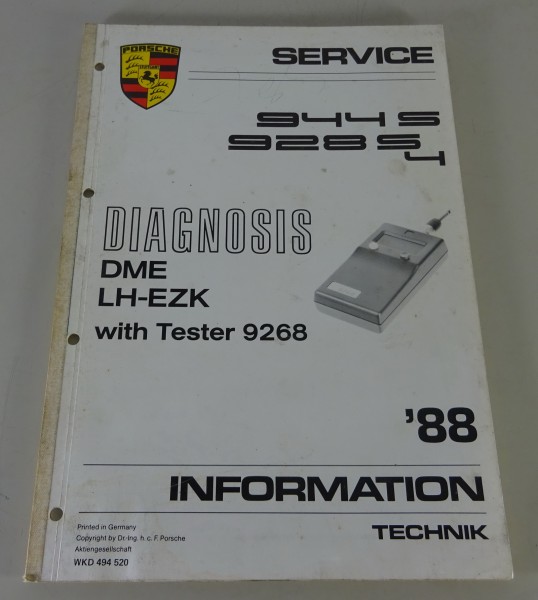 PORSCHE
SERVICE
944 S
928 S
4
DIAGNOSIS
DME
LH-EZK
with Tester 9268
'88
INFORMATION
TECHNIK
Printed in Germany
Copyright by Dr.-Ing. h. c. F. Porsche
Aktiengesellschaft
WKD 494 520